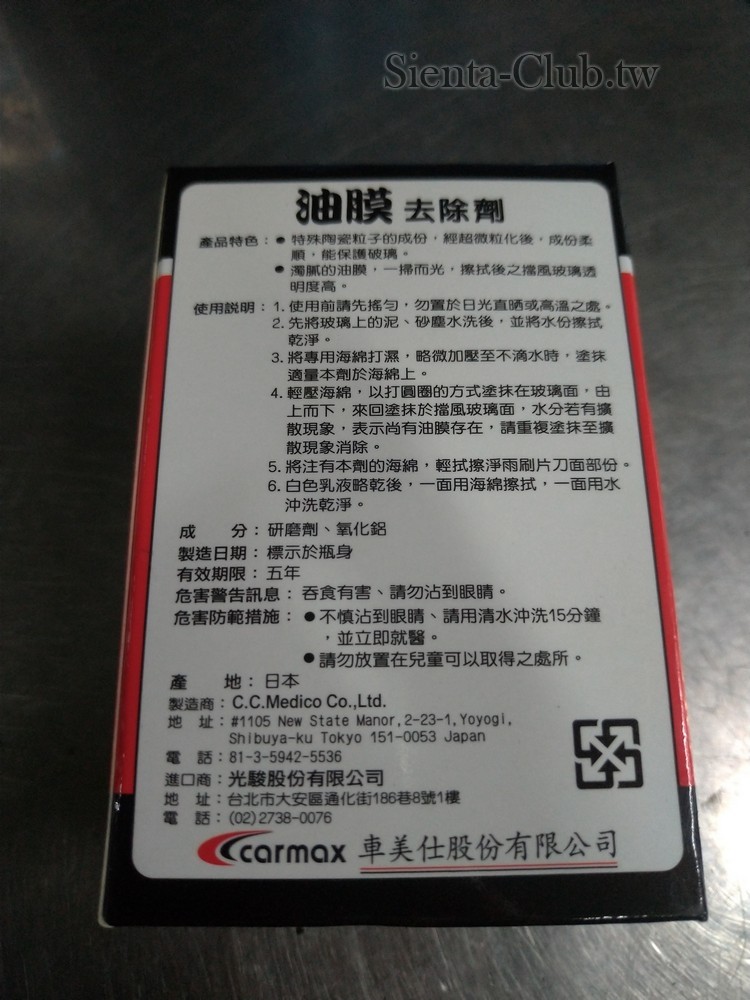 Sienta-Club.tw
油膜 去除劑
產品特色：● 特殊陶瓷粒子的成份，經超微粒化後，成份柔
順，能保護玻璃。
● 濁膩的油膜，一掃而光，擦拭後之擋風玻璃透
明度高。
使用說明：1. 使用前請先搖勻，勿置於日光直晒或高溫之處。
2. 先將玻璃上的泥、砂塵水洗後，並將水份擦拭
乾淨。
3. 將專用海綿打濕，略微加壓至不滴水時，塗抹
適量本劑於海綿上。
4. 輕壓海綿，以打圓圈的方式塗抹在玻璃面，由
上而下，來回塗抹於擋風玻璃面，水分若有擴
散現象，表示尚有油膜存在，請重複塗抹至擴
散現象消除。
5. 將注有本劑的海綿，輕拭擦淨雨刷片刀面部份。
6. 白色乳液略乾後，一面用海綿擦拭，一面用水
沖洗乾淨。
成　　分：研磨劑、氧化鋁
製造日期：標示於瓶身
有效期限：五年
危害警告訊息：吞食有害、請勿沾到眼睛。
危害防範措施：●不慎沾到眼睛、請用清水沖洗15分鐘
，並立即就醫。
●請勿放置在兒童可以取得之處所。
產　　地：日本
製造商：C.C.Medico Co.,Ltd.
地　址：#1105 New State Manor,2-23-1,Yoyogi,
Shibuya-ku Tokyo 151-0053 Japan
電　話：81-3-5942-5536
進口商：光駿股份有限公司
地　址：台北市大安區通化街186巷8號1樓
電　話：(02)2738-0076
carmax 車美仕股份有限公司